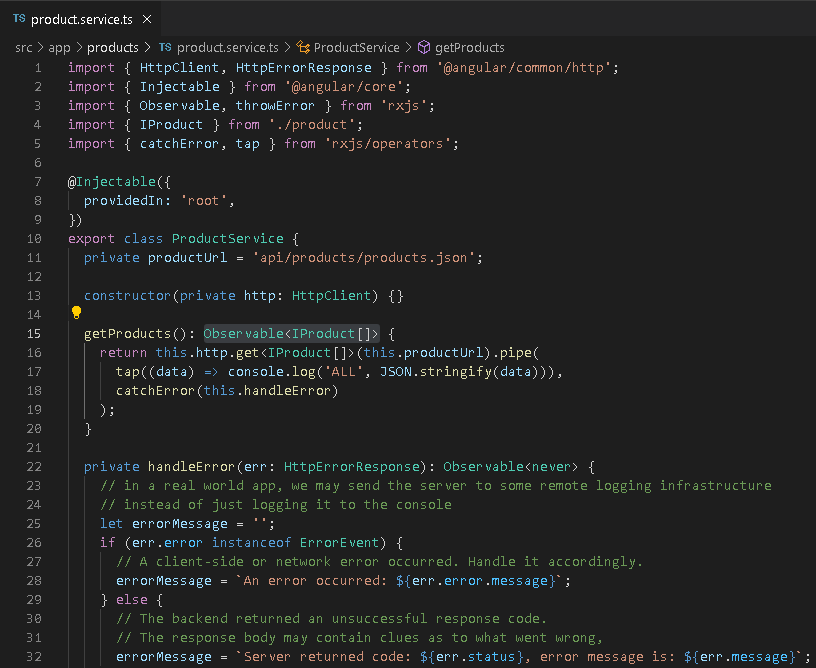 TS product.service.ts ×
src > app > products > TS product.service.ts > ProductService > getProducts
1 import { HttpClient, HttpErrorResponse } from '@angular/common/http';
2 import { Injectable } from '@angular/core';
3 import { Observable, throwError } from 'rxjs';
4 import { IProduct } from './product';
5 import { catchError, tap } from 'rxjs/operators';
6
7 @Injectable({
8   providedIn: 'root',
9 })
10 export class ProductService {
11   private productUrl = 'api/products/products.json';
12
13   constructor(private http: HttpClient) {}
14
15   getProducts(): Observable<IProduct[]> {
16     return this.http.get<IProduct[]>(this.productUrl).pipe(
17       tap((data) => console.log('ALL', JSON.stringify(data))),
18       catchError(this.handleError)
19     );
20   }
21
22   private handleError(err: HttpErrorResponse): Observable<never> {
23     // in a real world app, we may send the server to some remote logging infrastructure
24     // instead of just logging it to the console
25     let errorMessage = '';
26     if (err.error instanceof ErrorEvent) {
27       // A client-side or network error occurred. Handle it accordingly.
28       errorMessage = `An error occurred: ${err.error.message}`;
29     } else {
30       // The backend returned an unsuccessful response code.
31       // The response body may contain clues as to what went wrong,
32       errorMessage = `Server returned code: ${err.status}, error message is: ${err.message}`;